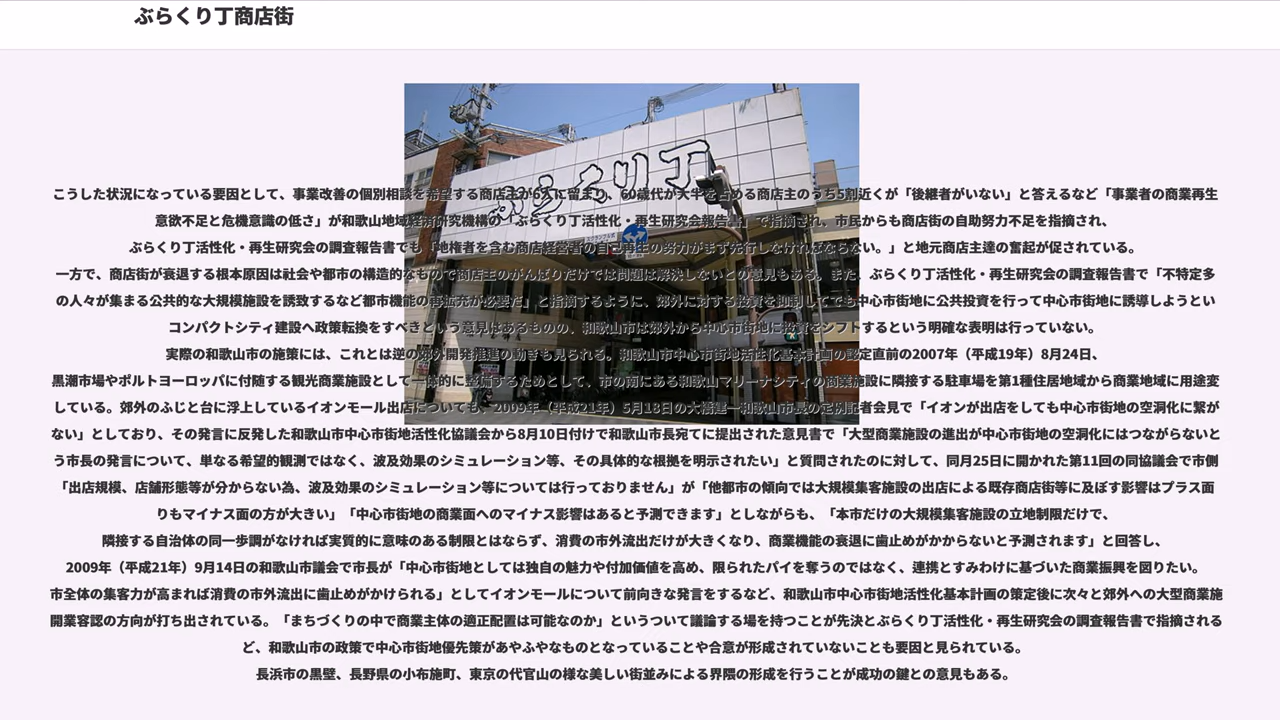 ぶらくり丁商店街
ぶらくり丁
こうした状況になっている要因として、事業改善の個別相談を希望する商店主が6人に留まり、60歳代が大半を占める商店主のうち5割近くが「後継者がいない」と答えるなど「事業者の商業再生
意欲不足と危機意識の低さ」が和歌山地域経済研究機構の「ぶらくり丁活性化・再生研究会報告書」で指摘され、市民からも商店街の自助努力不足を指摘され、
ぶらくり丁活性化・再生研究会の調査報告書でも「地権者を含む商店経営者の自己再生の努力がまず先行しなければならない。」と地元商店主達の奮起が促されている。
一方で、商店街が衰退する根本原因は社会や都市の構造的なもので商店主のがんばりだけでは問題は解決しないとの意見もある。また、ぶらくり丁活性化・再生研究会の調査報告書で「不特定多
の人々が集まる公共的な大規模施設を誘致するなど都市機能の再拡充が必要だ」と指摘するように、郊外に対する投資を抑制してでも中心市街地に公共投資を行って中心市街地に誘導しようとい
コンパクトシティ建設へ政策転換をすべきという意見はあるものの、和歌山市は郊外から中心市街地に投資をシフトするという明確な表明は行っていない。
実際の和歌山市の施策には、これとは逆の郊外開発推進の動きも見られる。和歌山市中心市街地活性化基本計画の認定直前の2007年（平成19年）8月24日、
黒潮市場やポルトヨーロッパに付随する観光商業施設として一体的に整備するためとして、市の南にある和歌山マリーナシティの商業施設に隣接する駐車場を第1種住居地域から商業地域に用途変
している。郊外のふじと台に浮上しているイオンモール出店についても、2009年（平成21年）5月18日の大橋建一和歌山市長の定例記者会見で「イオンが出店をしても中心市街地の空洞化に繋が
ない」としており、その発言に反発した和歌山市中心市街地活性化協議会から8月10日付けで和歌山市長宛てに提出された意見書で「大型商業施設の進出が中心市街地の空洞化にはつながらないと
う市長の発言について、単なる希望的観測ではなく、波及効果のシミュレーション等、その具体的な根拠を明示されたい」と質問されたのに対して、同月25日に開かれた第11回の同協議会で市側
「出店規模、店舗形態等が分からない為、波及効果のシミュレーション等については行っておりません」が「他都市の傾向では大規模集客施設の出店による既存商店街等に及ぼす影響はプラス面
りもマイナス面の方が大きい」「中心市街地の商業面へのマイナス影響はあると予測できます」としながらも、「本市だけの大規模集客施設の立地制限だけで、
隣接する自治体の同一歩調がなければ実質的に意味のある制限とはならず、消費の市外流出だけが大きくなり、商業機能の衰退に歯止めがかからないと予測されます」と回答し、
2009年（平成21年）9月14日の和歌山市議会で市長が「中心市街地としては独自の魅力や付加価値を高め、限られたパイを奪うのではなく、連携とすみわけに基づいた商業振興を図りたい。
市全体の集客力が高まれば消費の市外流出に歯止めがかけられる」としてイオンモールについて前向きな発言をするなど、和歌山市中心市街地活性化基本計画の策定後に次々と郊外への大型商業施
開業容認の方向が打ち出されている。「まちづくりの中で商業主体の適正配置は可能なのか」というついて議論する場を持つことが先決とぶらくり丁活性化・再生研究会の調査報告書で指摘される
ど、和歌山市の政策で中心市街地優先策があやふやなものとなっていることや合意が形成されていないことも要因と見られている。
長浜市の黒壁、長野県の小布施町、東京の代官山の様な美しい街並みによる界隈の形成を行うことが成功の鍵との意見もある。